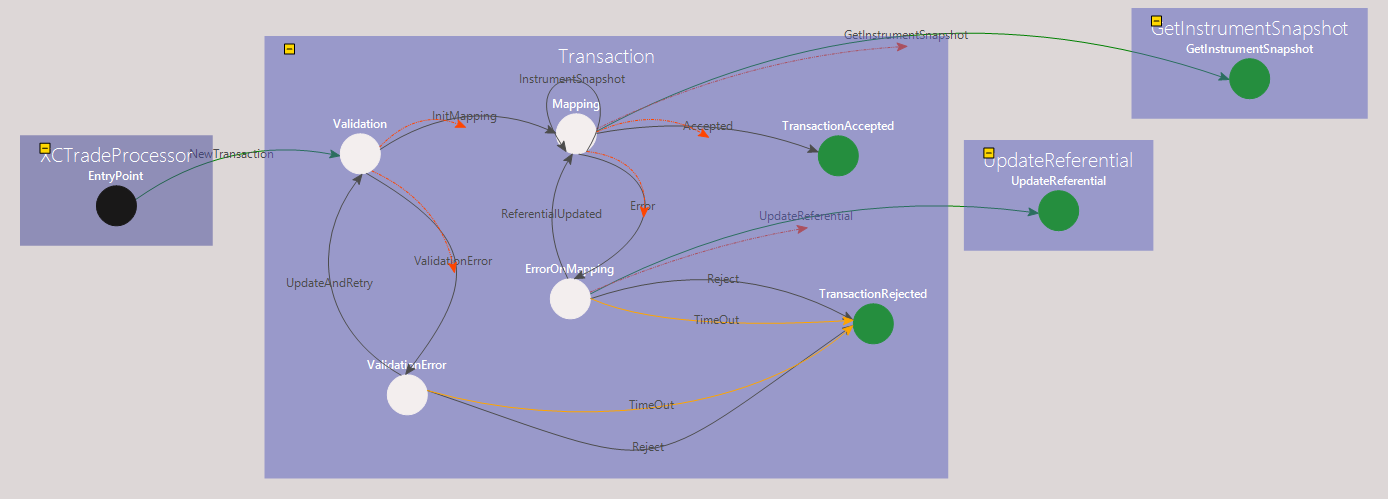 GetInstrumentSnapshot
GetInstrumentSnapshot
GetInstrumentSnapshot
Transaction
InstrumentSnapshot
Mapping
InitMapping
Validation
Accepted
TransactionAccepted
XCTradeProcessor
NewTransaction
EntryPoint
UpdateReferential
UpdateReferential
ReferentialUpdated
Error
UpdateReferential
ValidationError
ErrorOnMapping
UpdateAndRetry
Reject
TransactionRejected
TimeOut
ValidationError
TimeOut
Reject